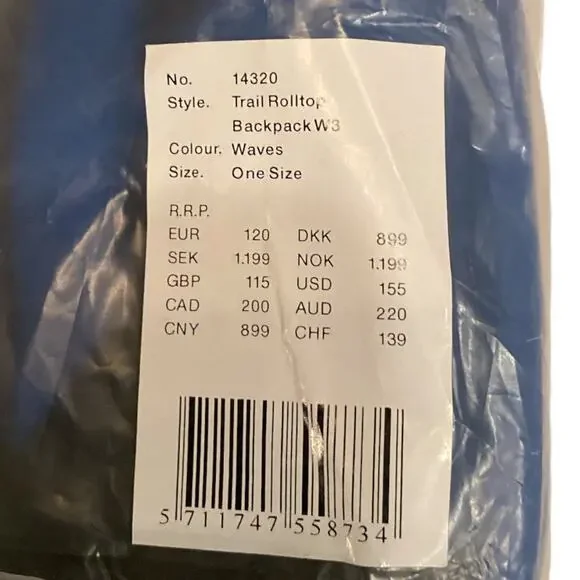 No. 14320
Style. Trail Rolltop
Backpack W3
Colour. Waves
Size. One Size
R.R.P.
EUR 120 DKK 899
SEK 1.199 NOK 1.199
GBP 115 USD 155
CAD 200 AUD 220
CNY 899 CHF 139
5 711747 558734